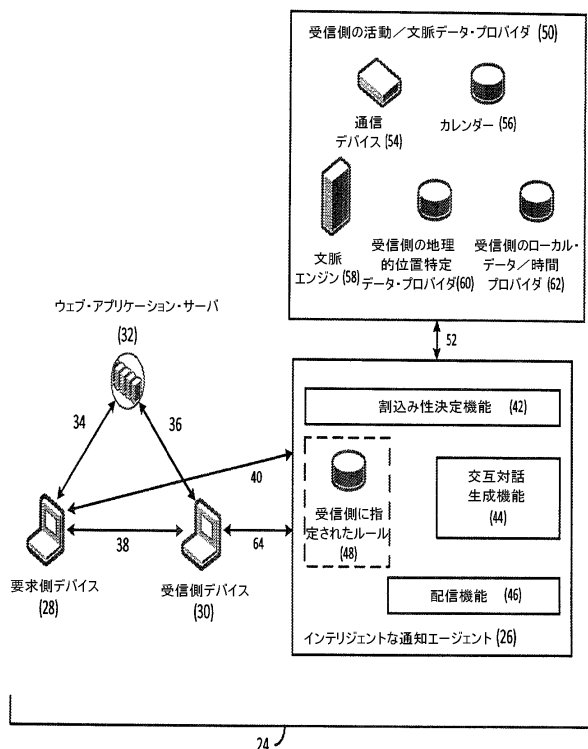 受信側の活動／文脈データ・プロバイダ (50)
通信
デバイス (54)
カレンダー (56)
文脈
エンジン (58)
受信側の地理
的位置特定
データ・プロバイダ(60)
受信側のローカル・
データ／時間
プロバイダ (62)
52
ウェブ・アプリケーション・サーバ
(32)
34
36
40
38
64
要求側デバイス
(28)
受信側デバイス
(30)
割込み性決定機能 (42)
受信側に指
定されたルール
(48)
交互対話
生成機能
(44)
配信機能 (46)
インテリジェントな通知エージェント (26)
24